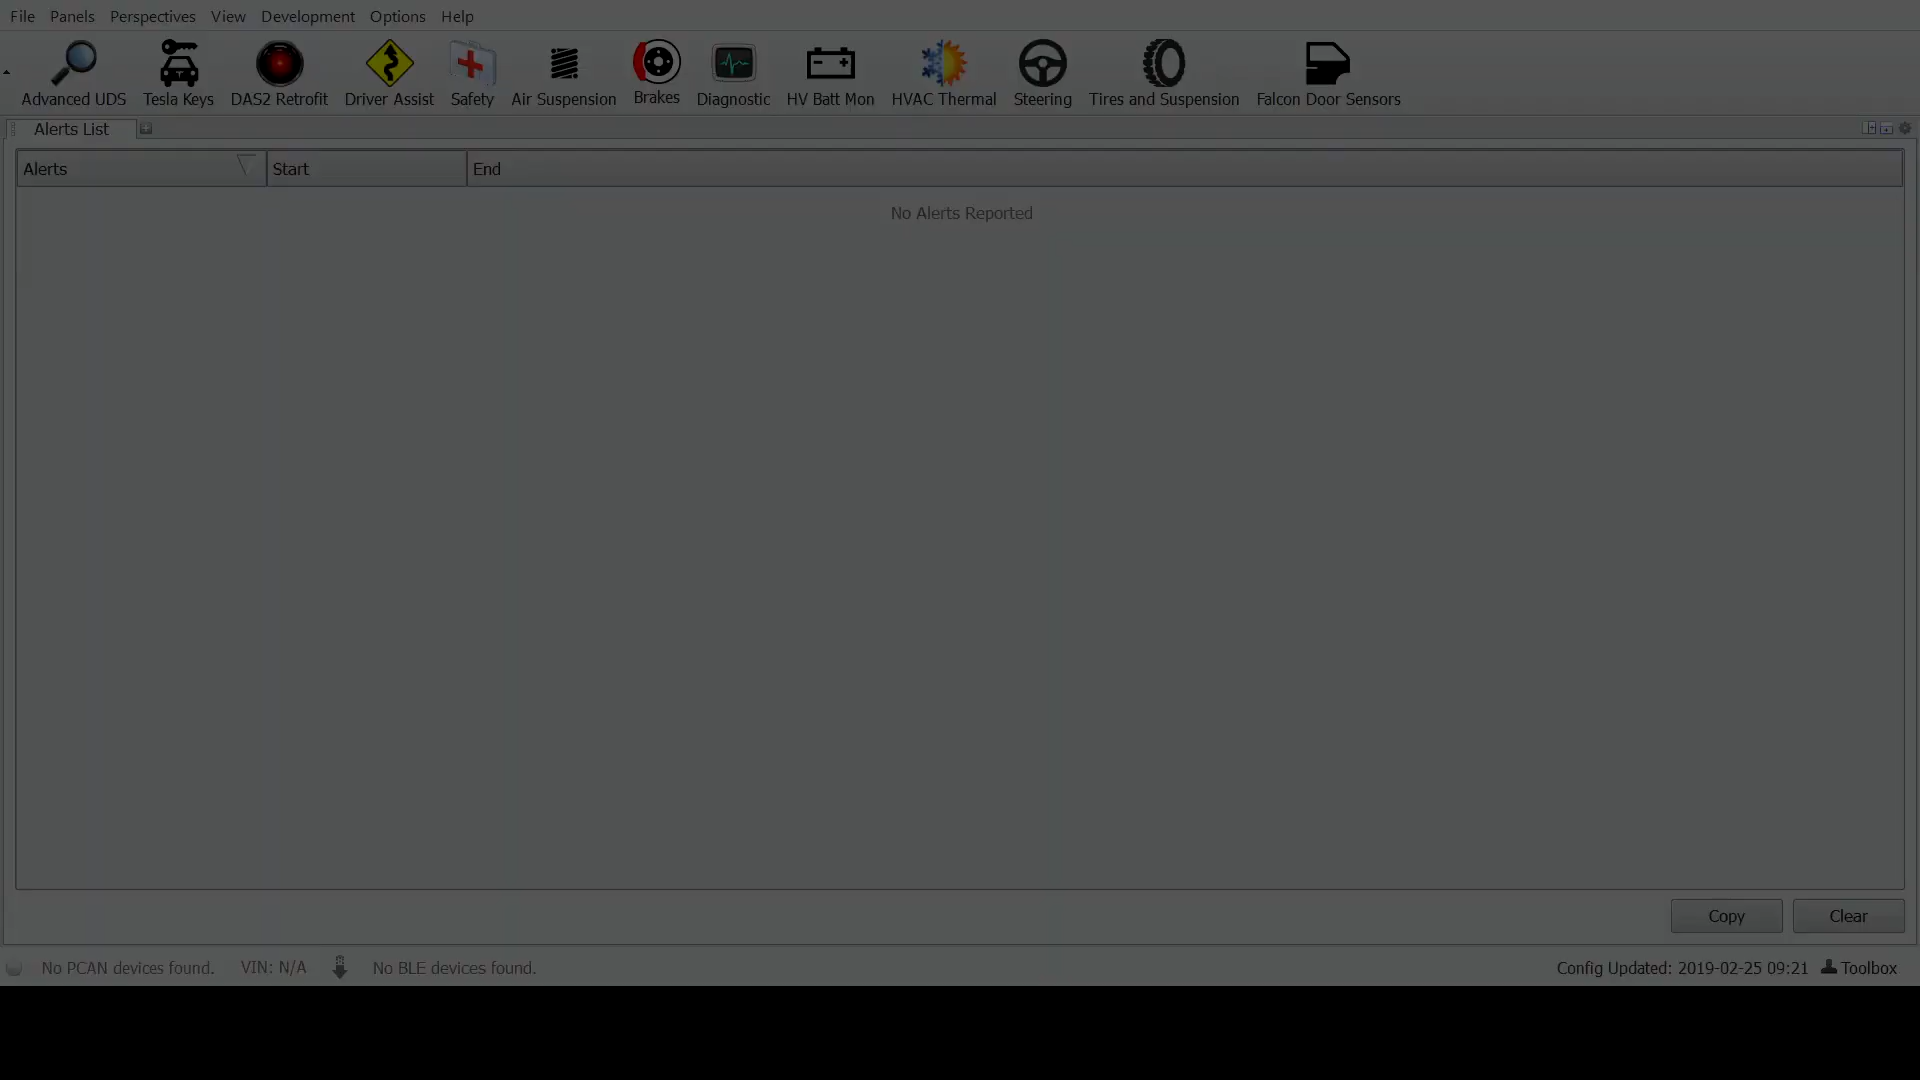 File Panels Perspectives View Development Options Help
Advanced UDS Tesla Keys DAS2 Retrofit Driver Assist Safety Air Suspension Brakes Diagnostic HV Batt Mon HVAC Thermal Steering Tires and Suspension Falcon Door Sensors
Alerts List
Alerts Start End
No Alerts Reported
Copy Clear
No PCAN devices found. VIN: N/A No BLE devices found. Config Updated: 2019-02-25 09:21 Toolbox